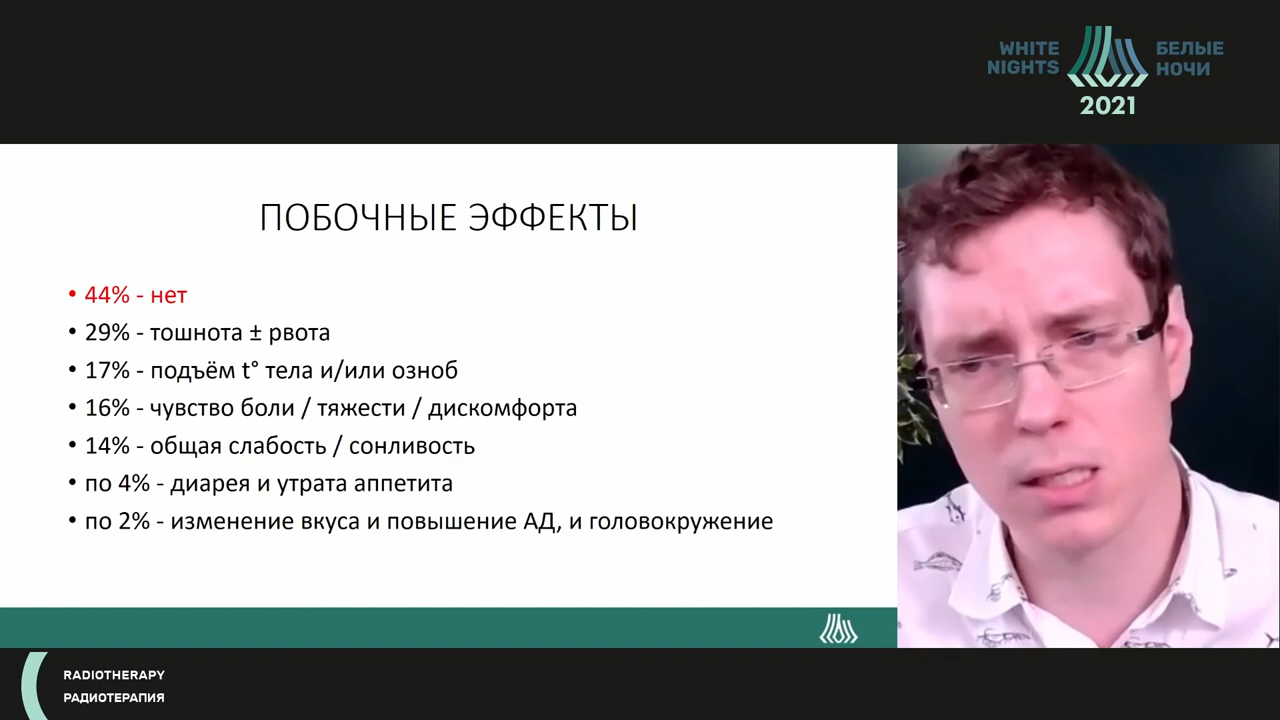 WHITE NIGHTS
БЕЛЫЕ НОЧИ
2021
ПОБОЧНЫЕ ЭФФЕКТЫ
• 44% - нет
• 29% - тошнота ± рвота
• 17% - подъём t° тела и/или озноб
• 16% - чувство боли / тяжести / дискомфорта
• 14% - общая слабость / сонливость
• по 4% - диарея и утрата аппетита
• по 2% - изменение вкуса и повышение АД, и головокружение
RADIOTHERAPY
РАДИОТЕРАПИЯ